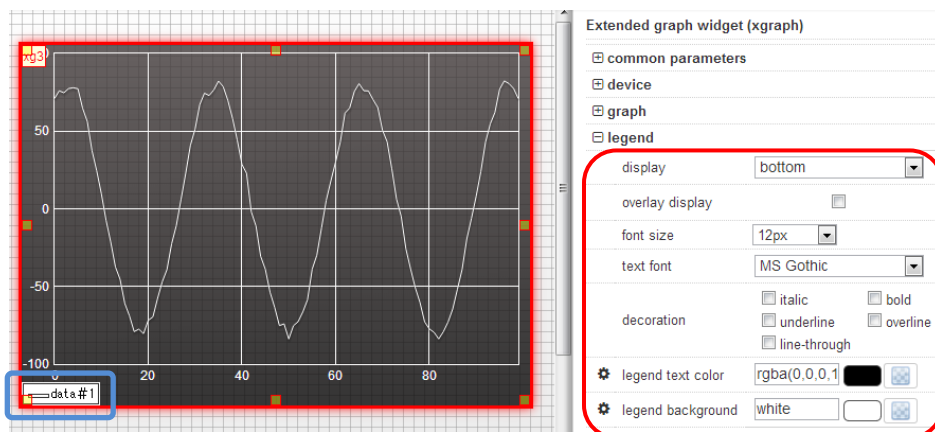 xg3
50
0
-50
-100
20
40
60
80
data#1
Extended graph widget (xgraph)
common parameters
device
graph
legend
display bottom
overlay display
font size 12px
text font MS Gothic
decoration
italic bold
underline overline
line-through
legend text color rgba(0,0,0,1
legend background white